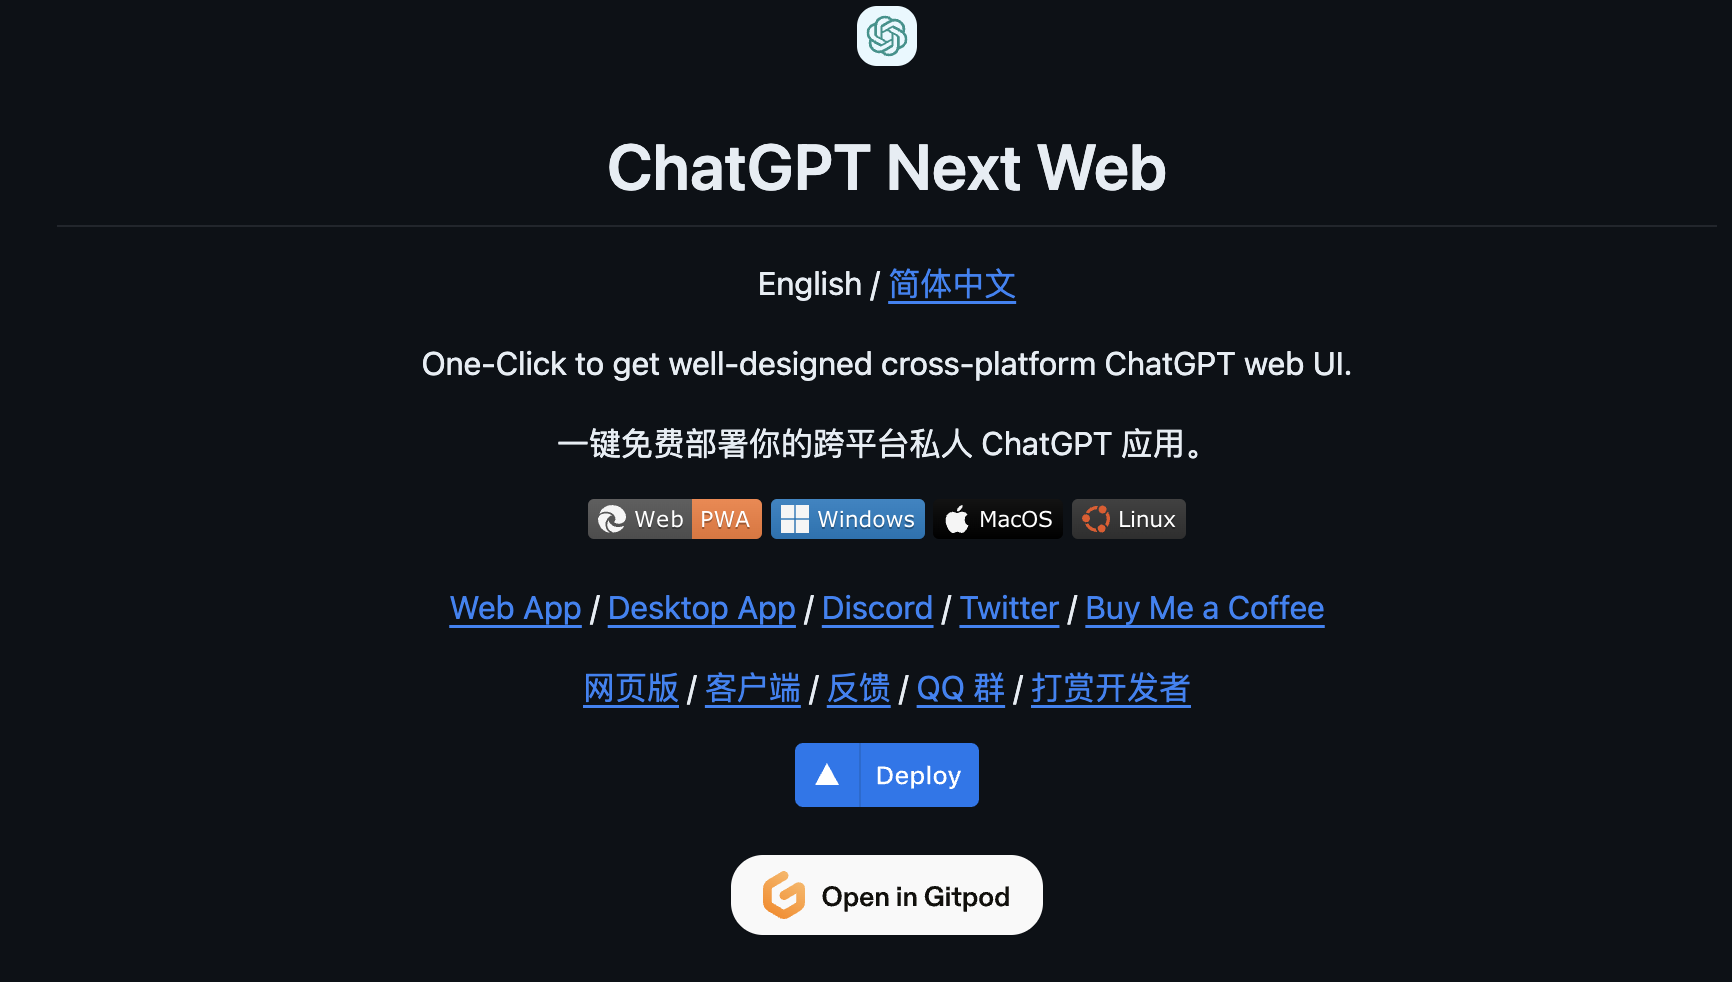 ChatGPT Next Web
English / 简体中文
One-Click to get well-designed cross-platform ChatGPT web UI.
一键免费部署你的跨平台私人 ChatGPT 应用。
Web PWA Windows MacOS Linux
Web App / Desktop App / Discord / Twitter / Buy Me a Coffee
网页版 / 客户端 / 反馈 / QQ 群 / 打赏开发者
Deploy
Open in Gitpod